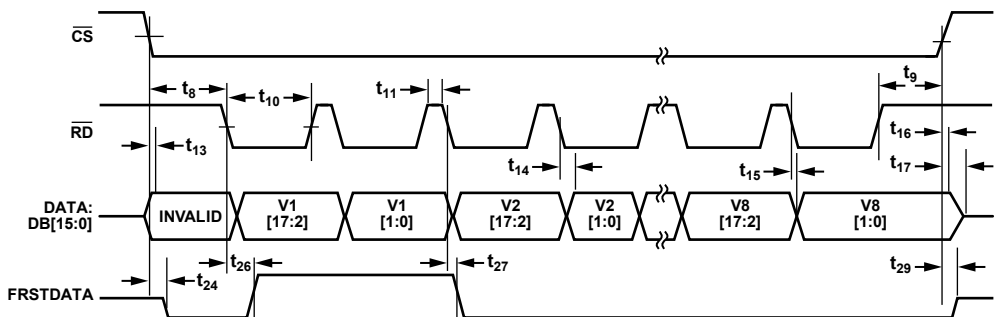 CS
t8
t10
t11
t9
RD
t13
t14
t15
t16
t17
DATA:
DB[15:0]
INVALID
V1
[17:2]
V1
[1:0]
V2
[17:2]
V2
[1:0]
V8
[17:2]
V8
[1:0]
t24
t26
t27
t29
FRSTDATA